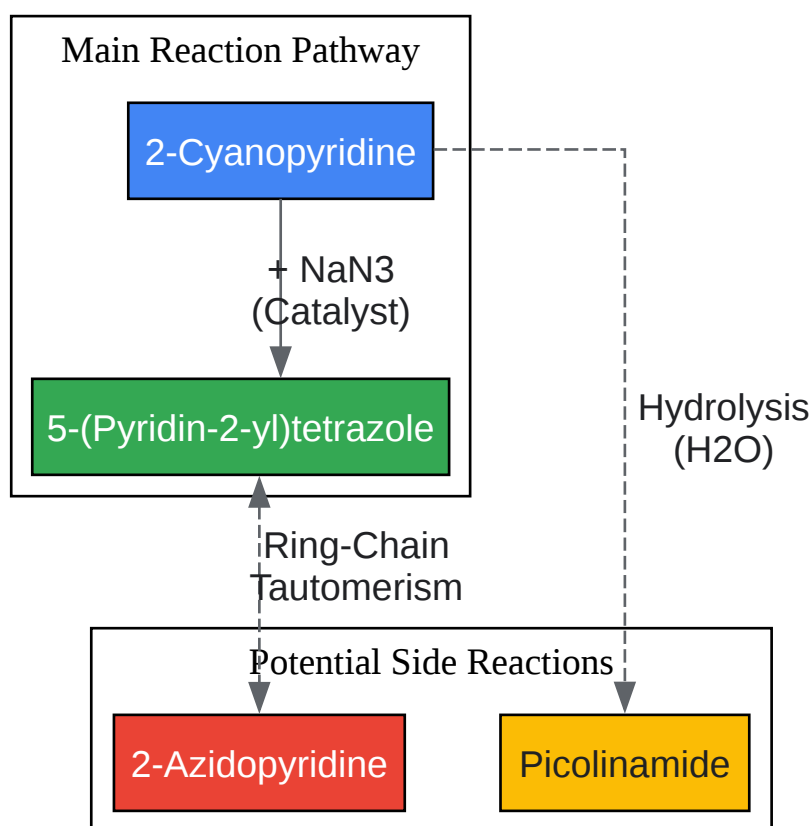 Main Reaction Pathway
2-Cyanopyridine
+ NaN3
(Catalyst)
5-(Pyridin-2-yl)tetrazole
Hydrolysis
(H2O)
Ring-Chain
Tautomerism
Potential Side Reactions
2-Azidopyridine
Picolinamide